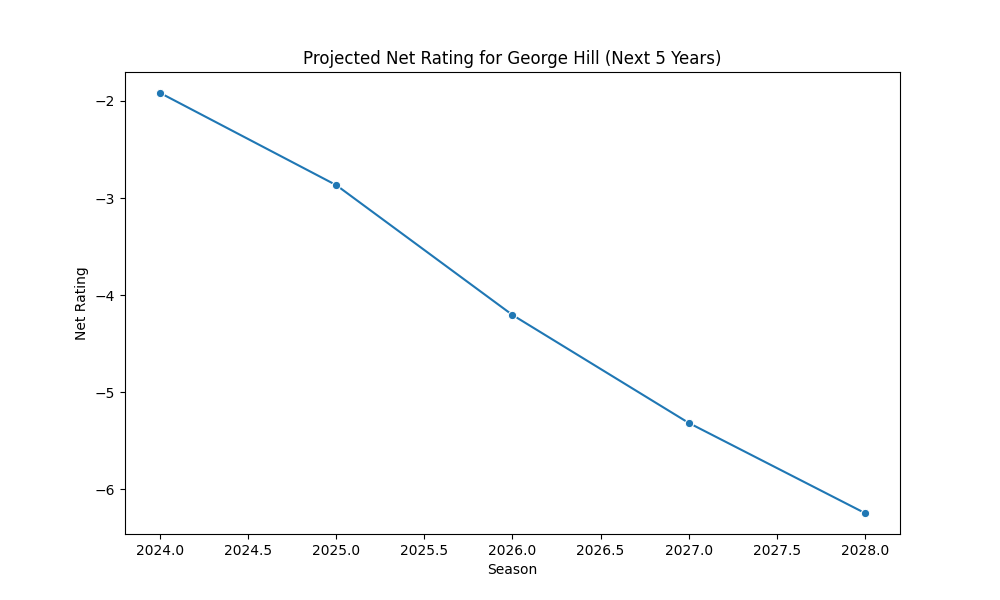 Projected Net Rating for George Hill (Next 5 Years)
Net Rating
−2
−3
−4
−5
−6
2024.0 2024.5 2025.0 2025.5 2026.0 2026.5 2027.0 2027.5 2028.0
Season